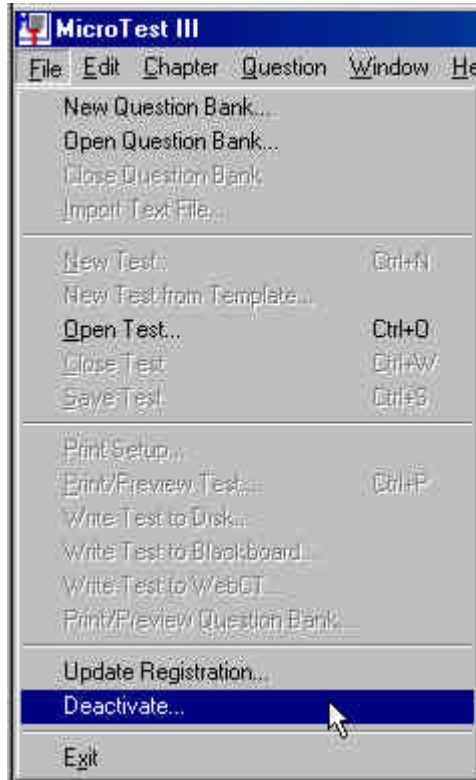 MicroTest III
File Edit Chapter Question Window He
New Question Bank...
Open Question Bank...
Close Question Bank
Import Text File...
New Test... Ctrl+N
New Test from Template...
Open Test... Ctrl+O
Close Test Ctrl+W
Save Test Ctrl+S
Print Setup...
Print/Preview Test... Ctrl+P
Write Test to Disk...
Write Test to Blackboard...
Write Test to WebCT...
Print/Preview Question Bank...
Update Registration...
Deactivate...
Exit